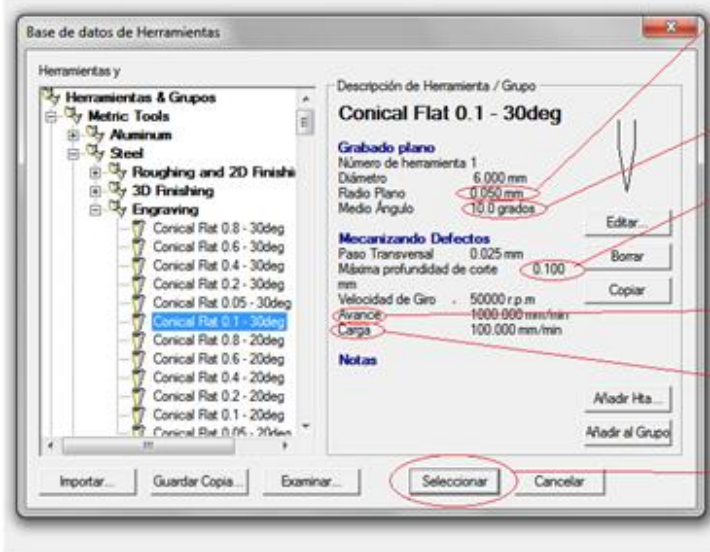 Base de datos de Herramientas
Herramientas y
Herramientas & Grupos
Metric Tools
Aluminum
Steel
Roughing and 2D Finishi
3D Finishing
Engraving
Conical Flat 0.8 - 30deg
Conical Flat 0.6 - 30deg
Conical Flat 0.4 - 30deg
Conical Flat 0.2 - 30deg
Conical Flat 0.05 - 30deg
Conical Flat 0.1 - 30deg
Conical Flat 0.8 - 20deg
Conical Flat 0.6 - 20deg
Conical Flat 0.4 - 20deg
Conical Flat 0.2 - 20deg
Conical Flat 0.1 - 20deg
Conical Flat 0.05 - 20deg
Descripción de Herramienta / Grupo
Conical Flat 0.1 - 30deg
Grabado plano
Número de herramienta 1
Diámetro 6.000 mm
Radio Plano 0.050 mm
Medio Ángulo 10.0 grados
Mecanizando Defectos
Paso Transversal 0.025 mm
Máxima profundidad de corte 0.100
mm
Velocidad de Giro . 50000 r.p.m
Avance 1000.000 mm/min
Carga 100.000 mm/min
Notas
Editar...
Borrar
Copiar
Añadir Hta...
Añadir al Grupo
Importar... Guardar Copia... Examinar... Seleccionar Cancelar